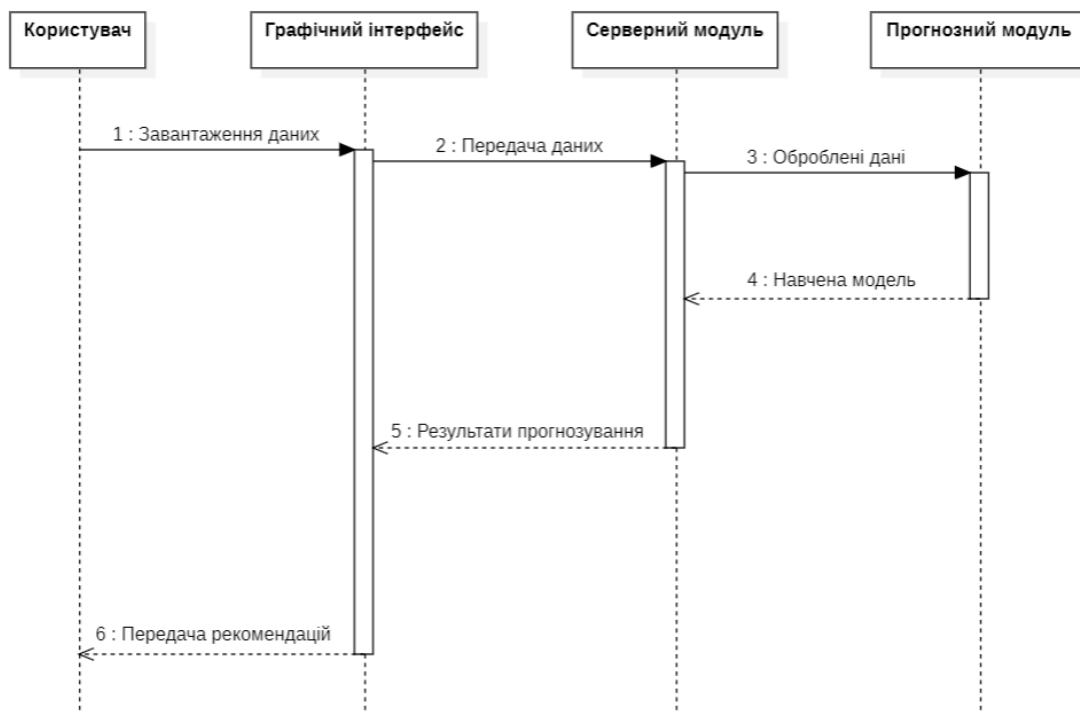 Користувач
Графічний інтерфейс
Серверний модуль
Прогнозний модуль
1 : Завантаження даних
2 : Передача даних
3 : Оброблені дані
4 : Навчена модель
5 : Результати прогнозування
6 : Передача рекомендацій